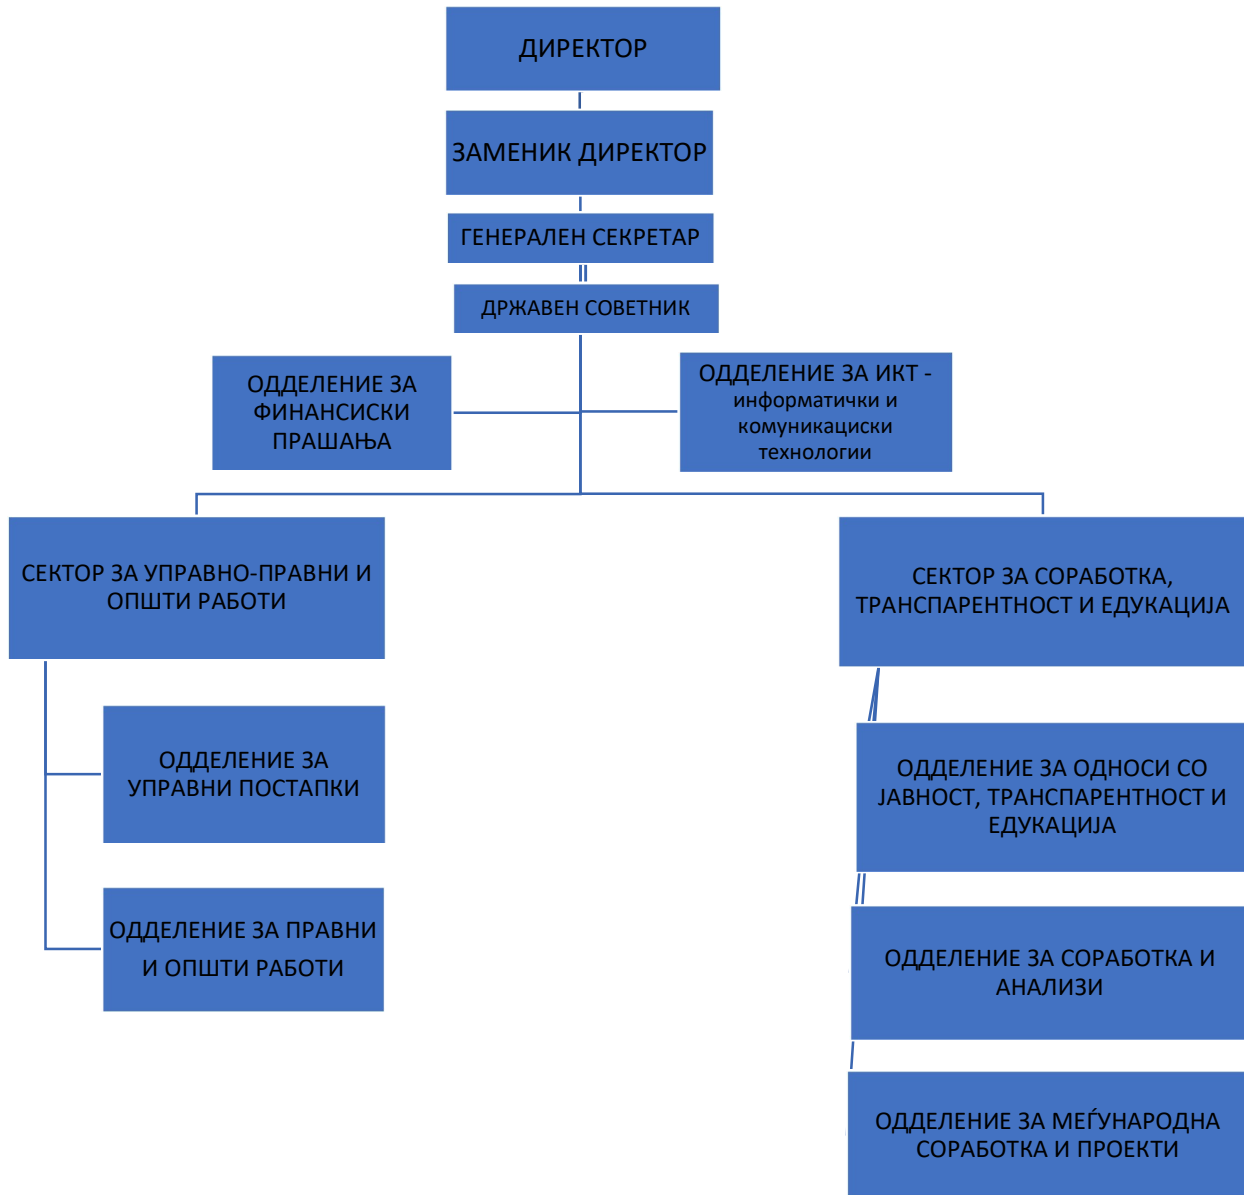 ДИРЕКТОР
ЗАМЕНИК ДИРЕКТОР
ГЕНЕРАЛЕН СЕКРЕТАР
ДРЖАВЕН СОВЕТНИК
ОДДЕЛЕНИЕ ЗА
ФИНАНСИСКИ
ПРАШАЊА
ОДДЕЛЕНИЕ ЗА ИКТ -
информатички и
комуникациски
технологии
СЕКТОР ЗА УПРАВНО-ПРАВНИ И
ОПШТИ РАБОТИ
СЕКТОР ЗА СОРАБОТКА,
ТРАНСПАРЕНТНОСТ И ЕДУКАЦИЈА
ОДДЕЛЕНИЕ ЗА
УПРАВНИ ПОСТАПКИ
ОДДЕЛЕНИЕ ЗА ПРАВНИ
И ОПШТИ РАБОТИ
ОДДЕЛЕНИЕ ЗА ОДНОСИ СО
ЈАВНОСТ, ТРАНСПАРЕНТНОСТ И
ЕДУКАЦИЈА
ОДДЕЛЕНИЕ ЗА СОРАБОТКА И
АНАЛИЗИ
ОДДЕЛЕНИЕ ЗА МЕЃУНАРОДНА
СОРАБОТКА И ПРОЕКТИ